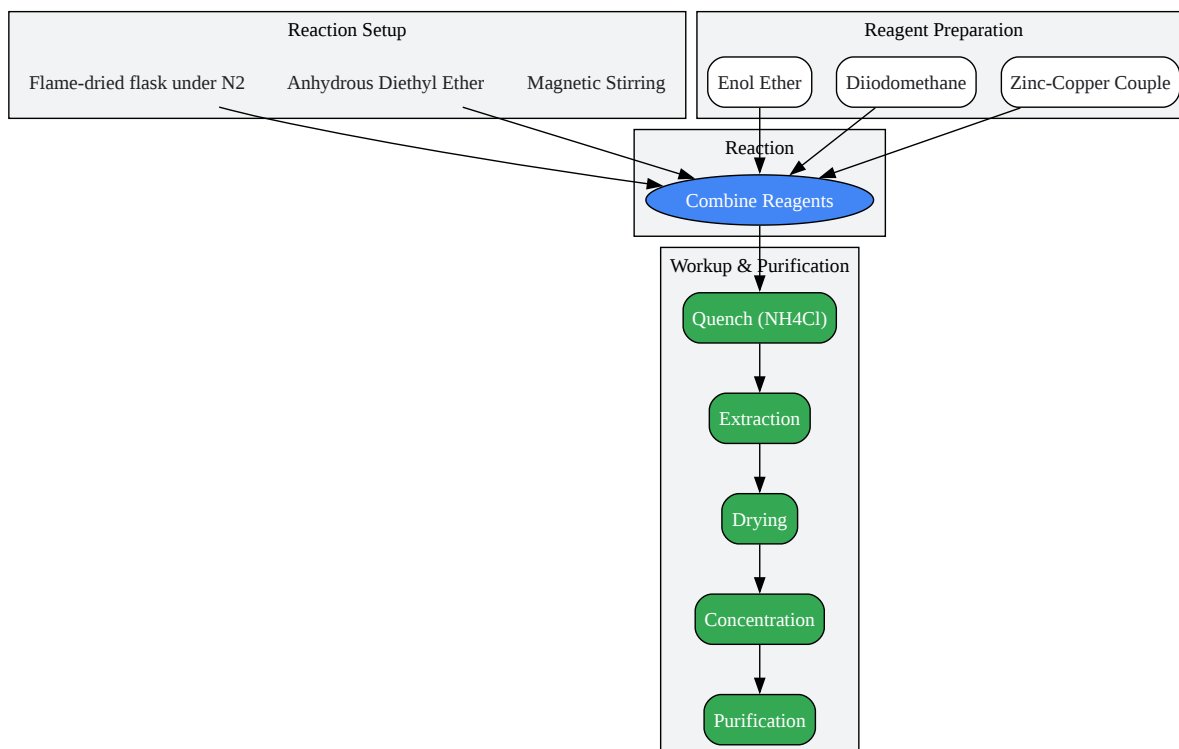 Reaction Setup
Flame-dried flask under N2
Anhydrous Diethyl Ether
Magnetic Stirring
Reagent Preparation
Enol Ether
Diiodomethane
Zinc-Copper Couple
Reaction
Combine Reagents
Workup & Purification
Quench (NH4Cl)
Extraction
Drying
Concentration
Purification